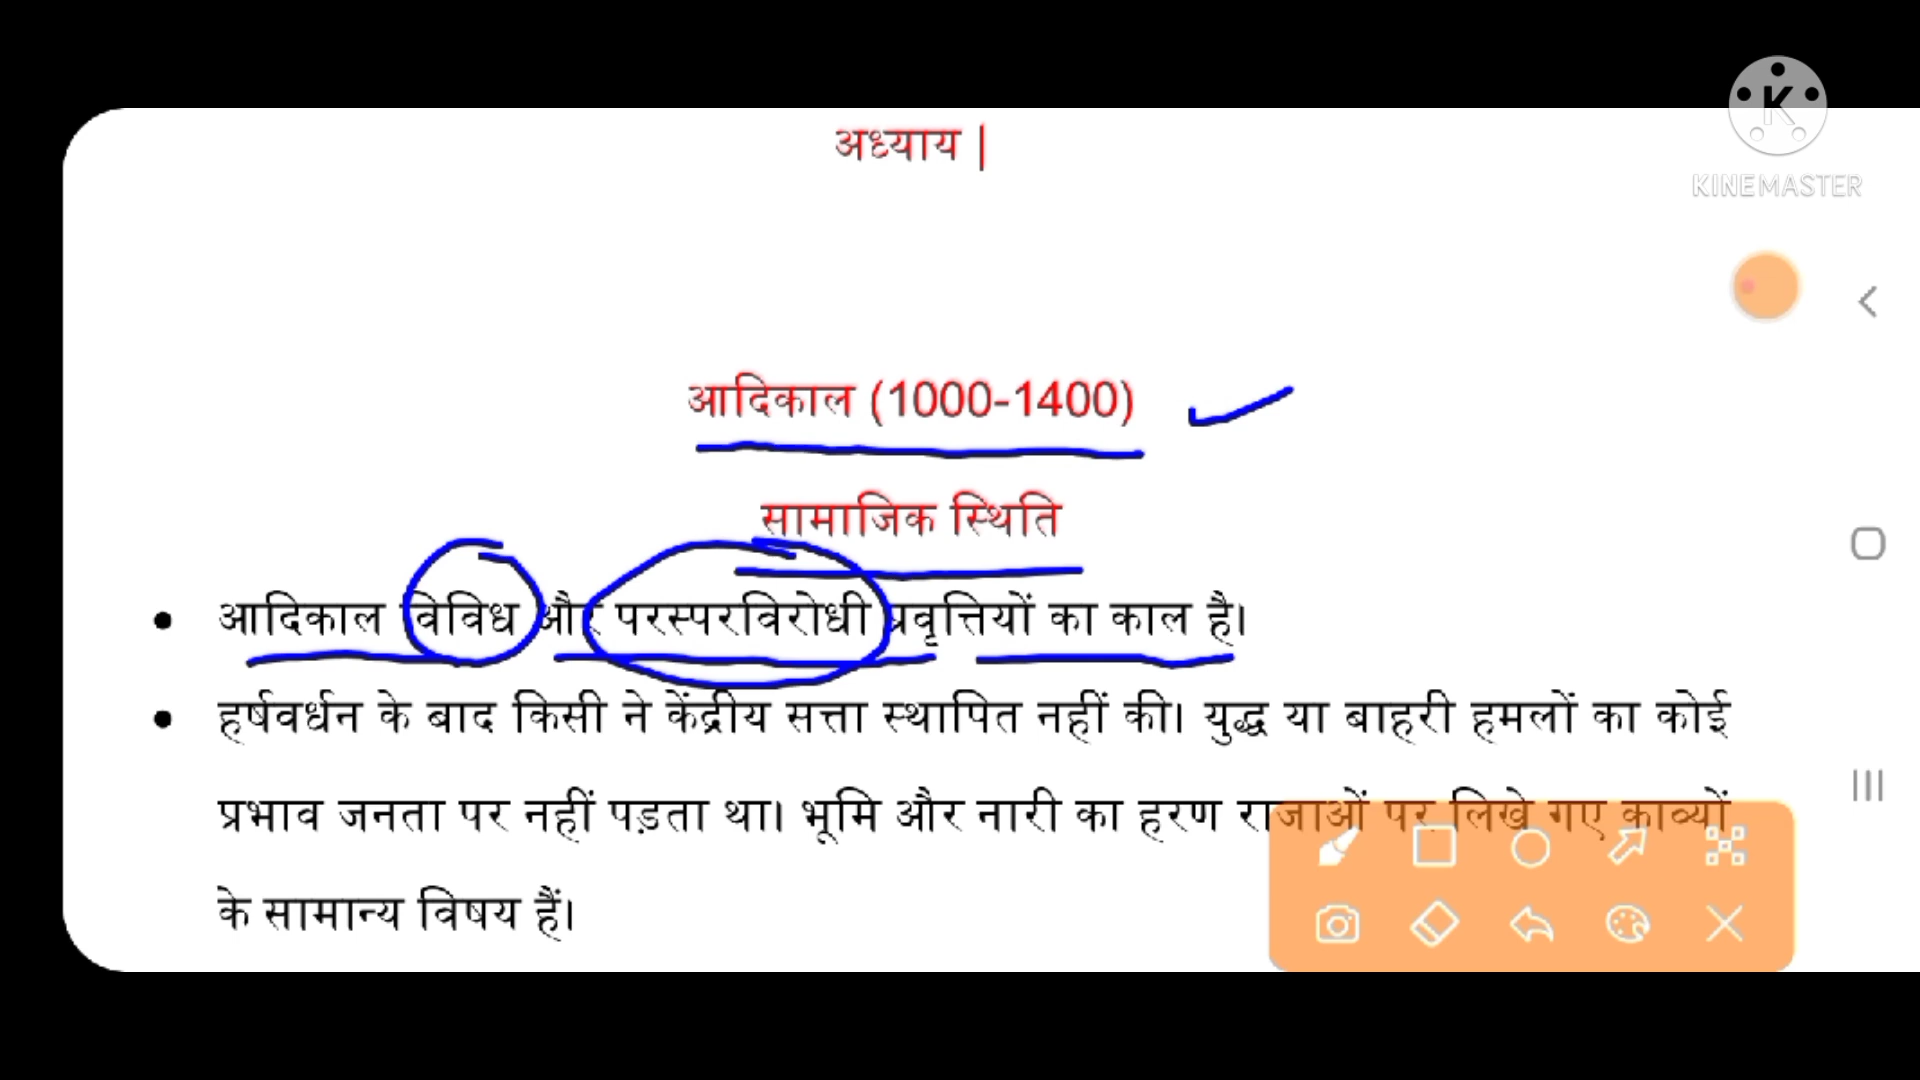 अध्याय |
KINEMASTER
आदिकाल (1000-1400)
सामाजिक स्थिति
• आदिकाल विविध और परस्परविरोधी प्रवृत्तियों का काल है।
• हर्षवर्धन के बाद किसी ने केंद्रीय सत्ता स्थापित नहीं की। युद्ध या बाहरी हमलों का कोई
प्रभाव जनता पर नहीं पड़ता था। भूमि और नारी का हरण राजाओं पर लिखे गए काव्यों
के सामान्य विषय हैं।